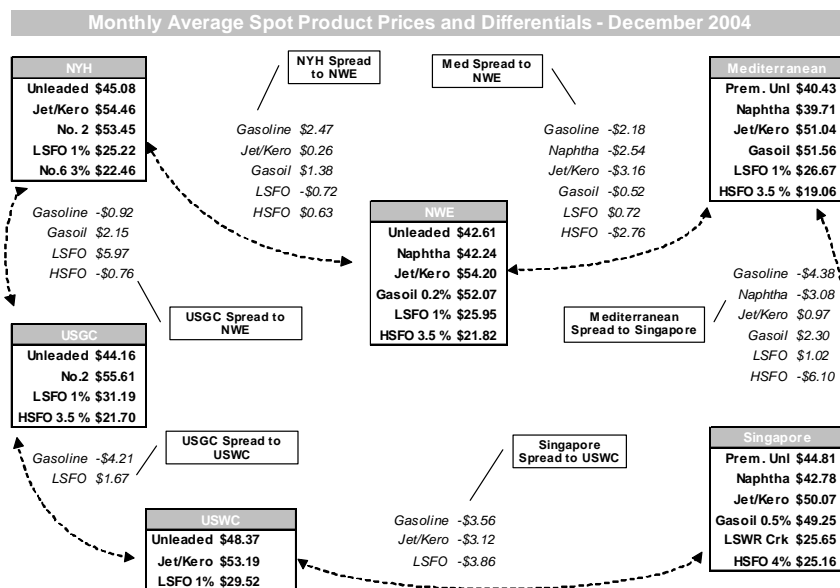 Monthly Average Spot Product Prices and Differentials - December 2004
NYH
Unleaded $45.08
Jet/Kero $54.46
No. 2 $53.45
LSFO 1% $25.22
No.6 3% $22.46
NYH Spread
to NWE
Gasoline $2.47
Jet/Kero $0.26
Gasoil $1.38
LSFO -$0.72
HSFO $0.63
Med Spread to
NWE
Gasoline -$2.18
Naphtha -$2.54
Jet/Kero -$3.16
Gasoil -$0.52
LSFO $0.72
HSFO -$2.76
Mediterranean
Prem. Unl $40.43
Naphtha $39.71
Jet/Kero $51.04
Gasoil $51.56
LSFO 1% $26.67
HSFO 3.5 % $19.06
Gasoline -$0.92
Gasoil $2.15
LSFO $5.97
HSFO -$0.76
USGC Spread to
NWE
NWE
Unleaded $42.61
Naphtha $42.24
Jet/Kero $54.20
Gasoil 0.2% $52.07
LSFO 1% $25.95
HSFO 3.5 % $21.82
Mediterranean
Spread to Singapore
Gasoline -$4.38
Naphtha -$3.08
Jet/Kero $0.97
Gasoil $2.30
LSFO $1.02
HSFO -$6.10
USGC
Unleaded $44.16
No.2 $55.61
LSFO 1% $31.19
HSFO 3.5 % $21.70
Gasoline -$4.21
LSFO $1.67
USGC Spread to
USWC
USWC
Unleaded $48.37
Jet/Kero $53.19
LSFO 1% $29.52
Singapore
Spread to USWC
Gasoline -$3.56
Jet/Kero -$3.12
LSFO -$3.86
Singapore
Prem. Unl $44.81
Naphtha $42.78
Jet/Kero $50.07
Gasoil 0.5% $49.25
LSWR Crk $25.65
HSFO 4% $25.16